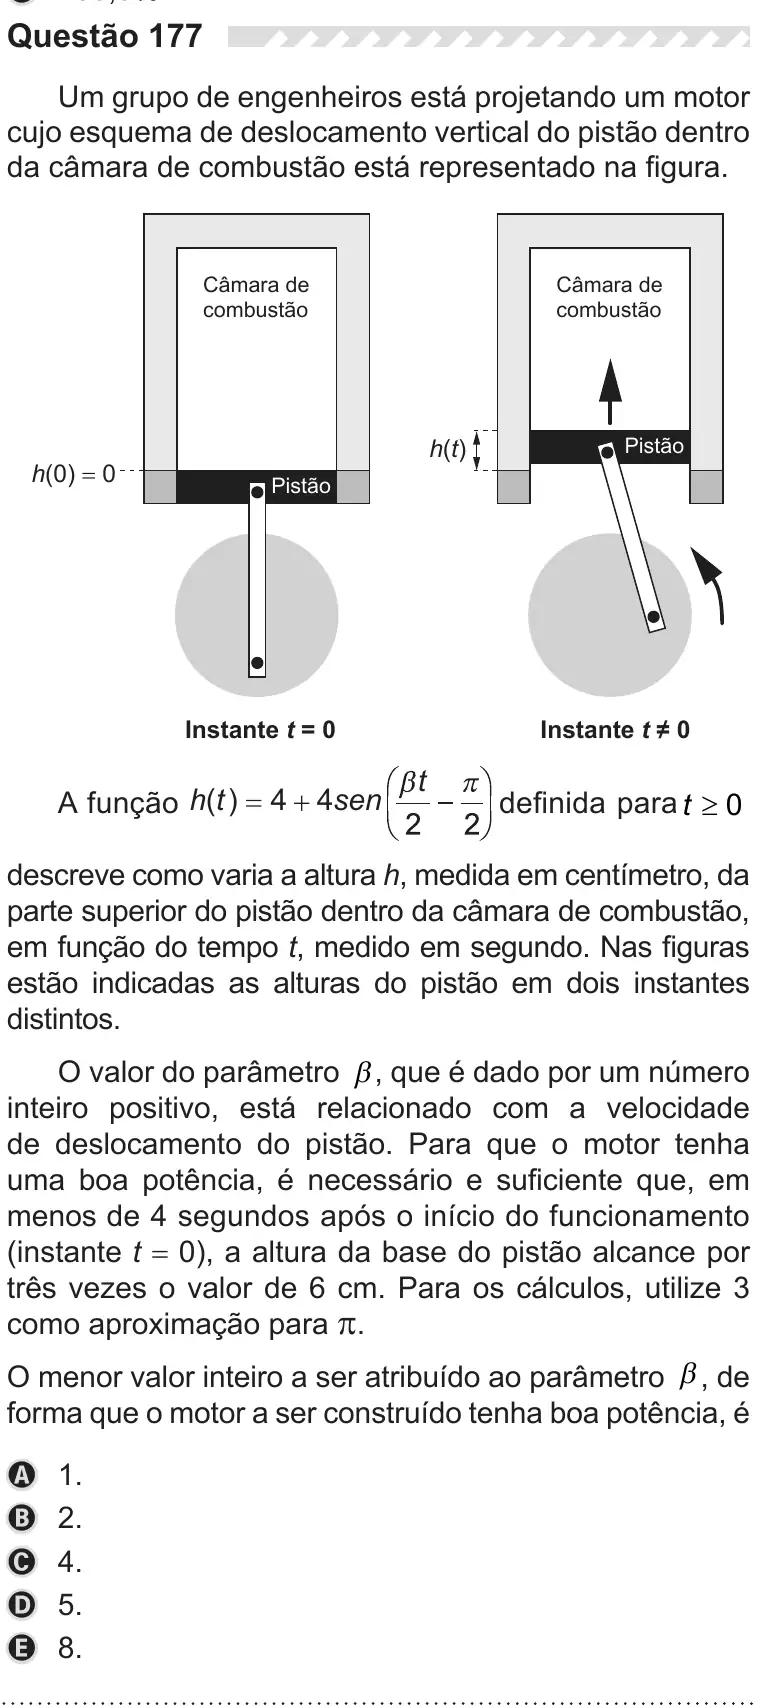 Questão 177
Um grupo de engenheiros está projetando um motor
cujo esquema de deslocamento vertical do pistão dentro
da câmara de combustão está representado na figura.
Câmara de
combustão
h(0) = 0
Pistão
Câmara de
combustão
h(t)
Pistão
Instante t = 0
Instante t ≠ 0
A função h(t) = 4 + 4sen(βt/2 − π/2) definida para t ≥ 0
descreve como varia a altura h, medida em centímetro, da
parte superior do pistão dentro da câmara de combustão,
em função do tempo t, medido em segundo. Nas figuras
estão indicadas as alturas do pistão em dois instantes
distintos.
O valor do parâmetro β, que é dado por um número
inteiro positivo, está relacionado com a velocidade
de deslocamento do pistão. Para que o motor tenha
uma boa potência, é necessário e suficiente que, em
menos de 4 segundos após o início do funcionamento
(instante t = 0), a altura da base do pistão alcance por
três vezes o valor de 6 cm. Para os cálculos, utilize 3
como aproximação para π.
O menor valor inteiro a ser atribuído ao parâmetro β, de
forma que o motor a ser construído tenha boa potência, é
A 1.
B 2.
C 4.
D 5.
E 8.